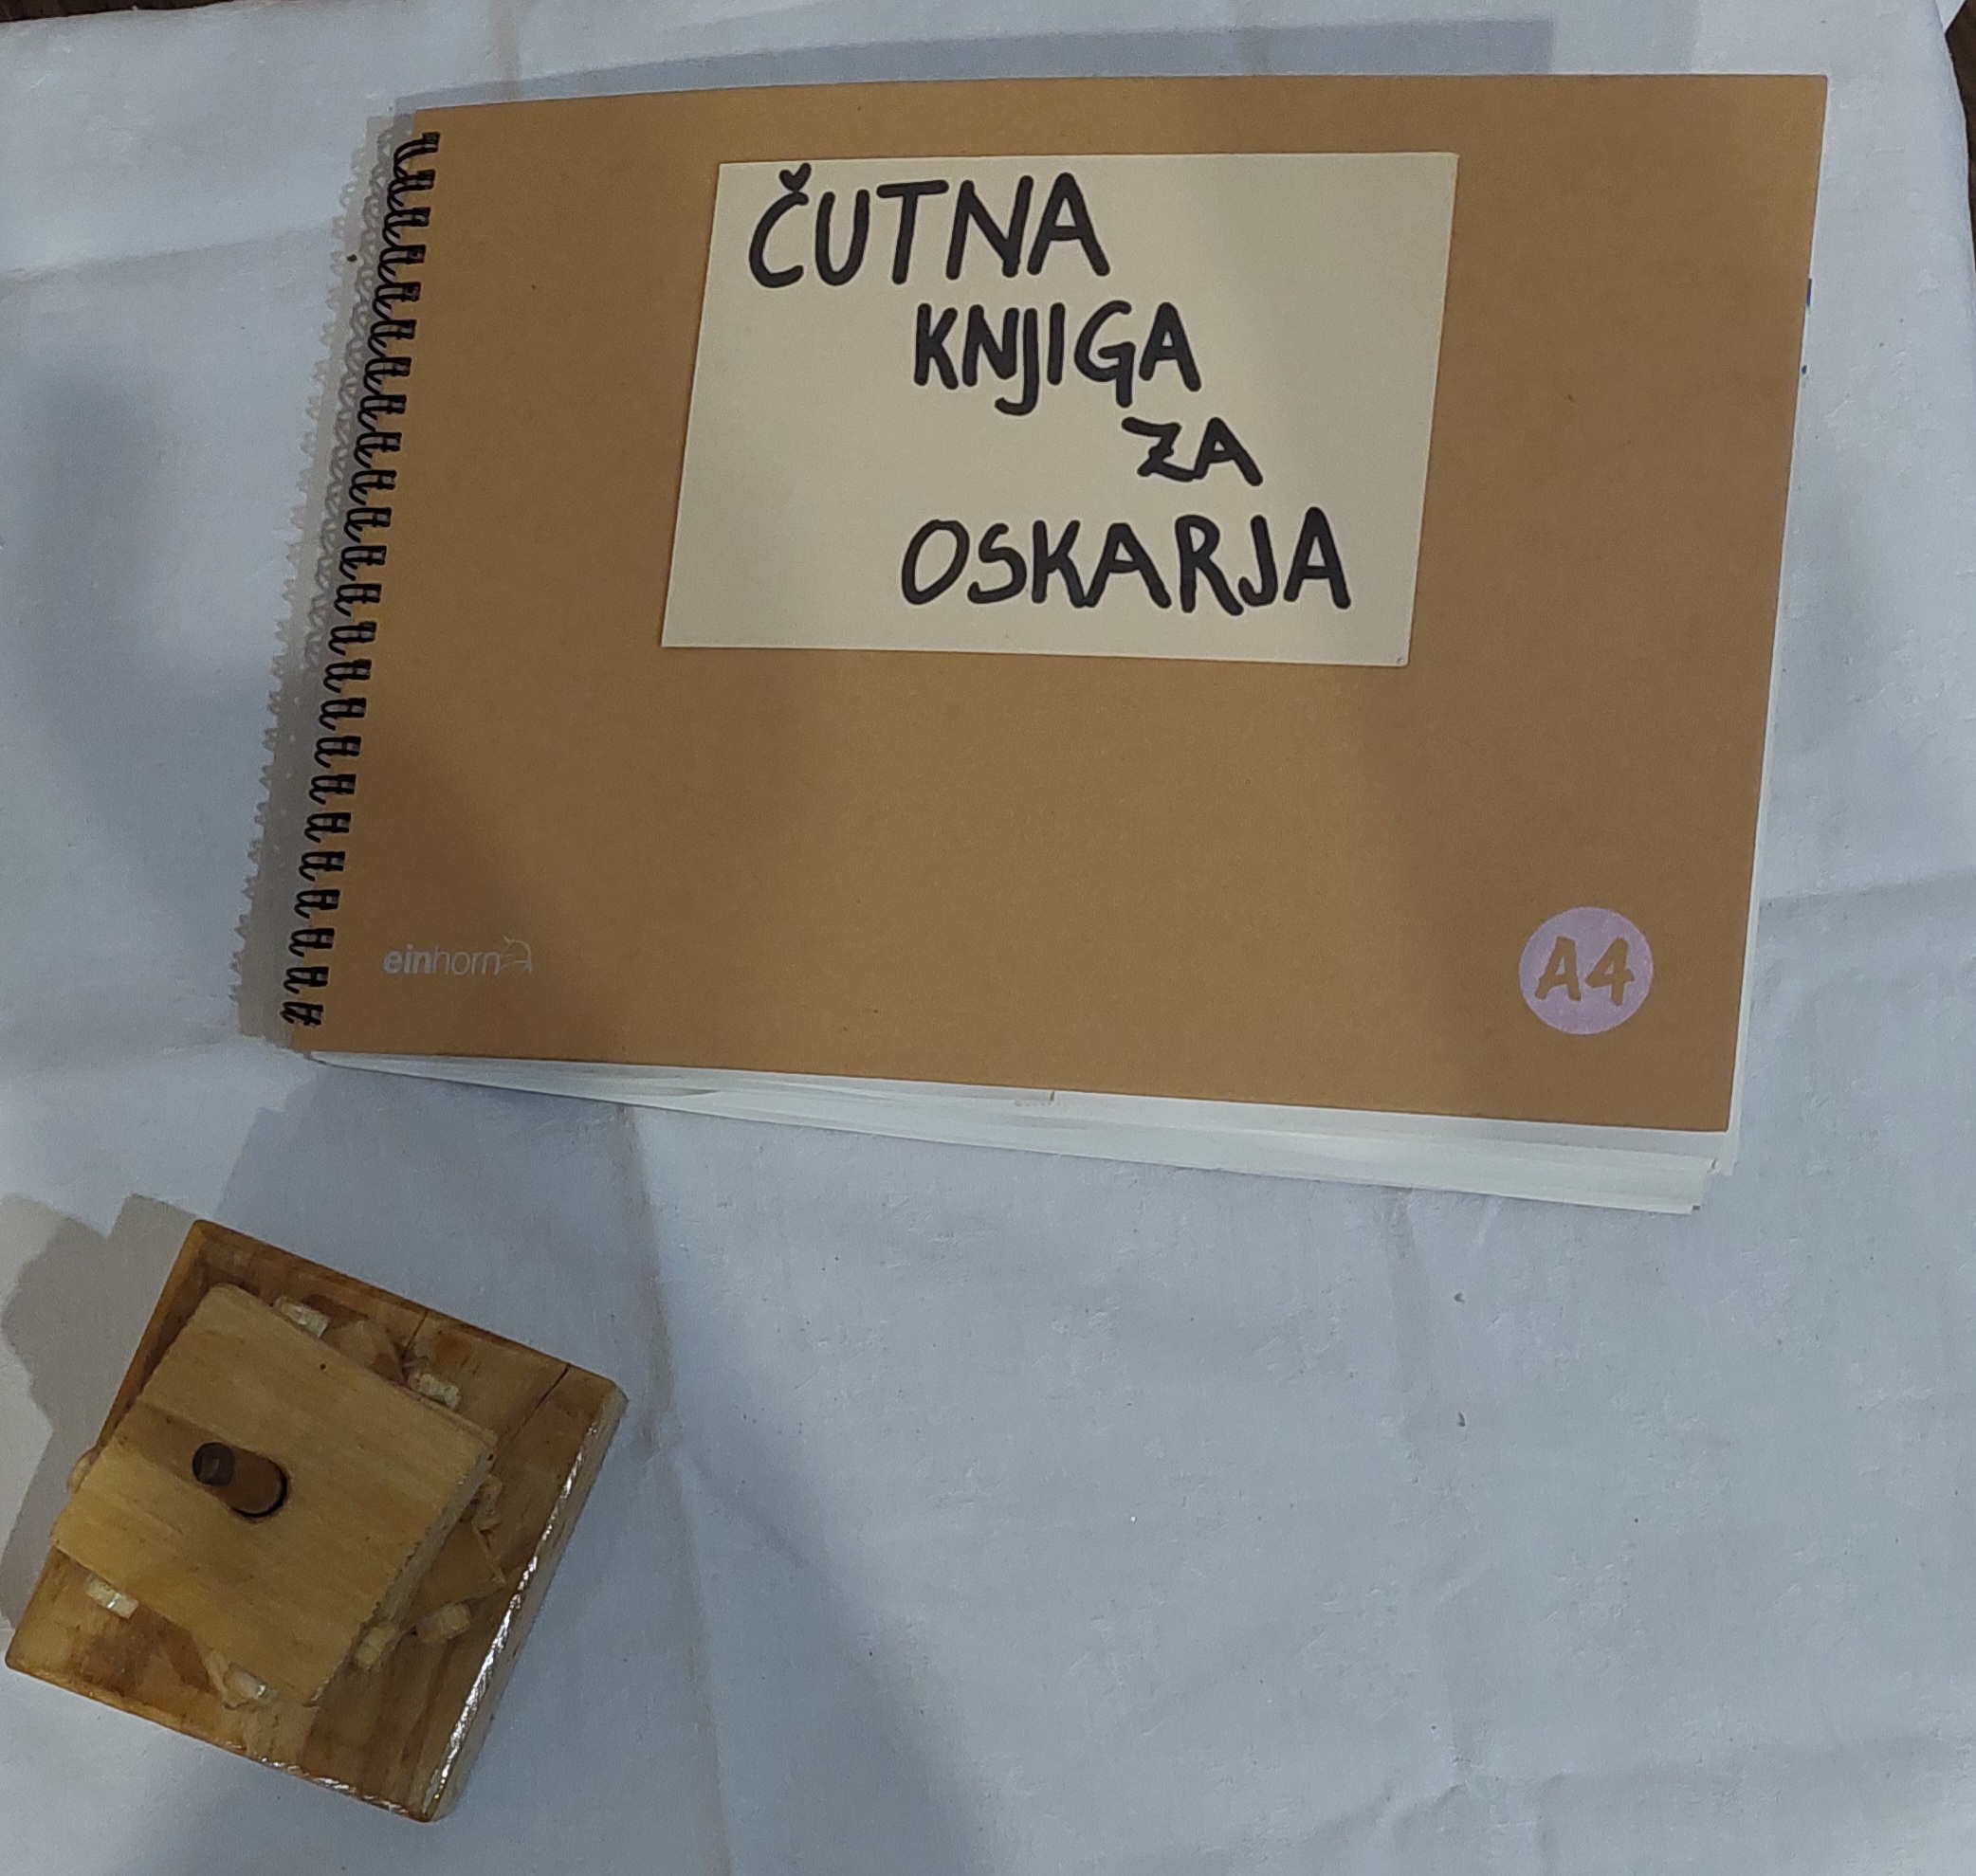 ČUTNA
KNJIGA
ZA
OSKARJA
einhorn
A4